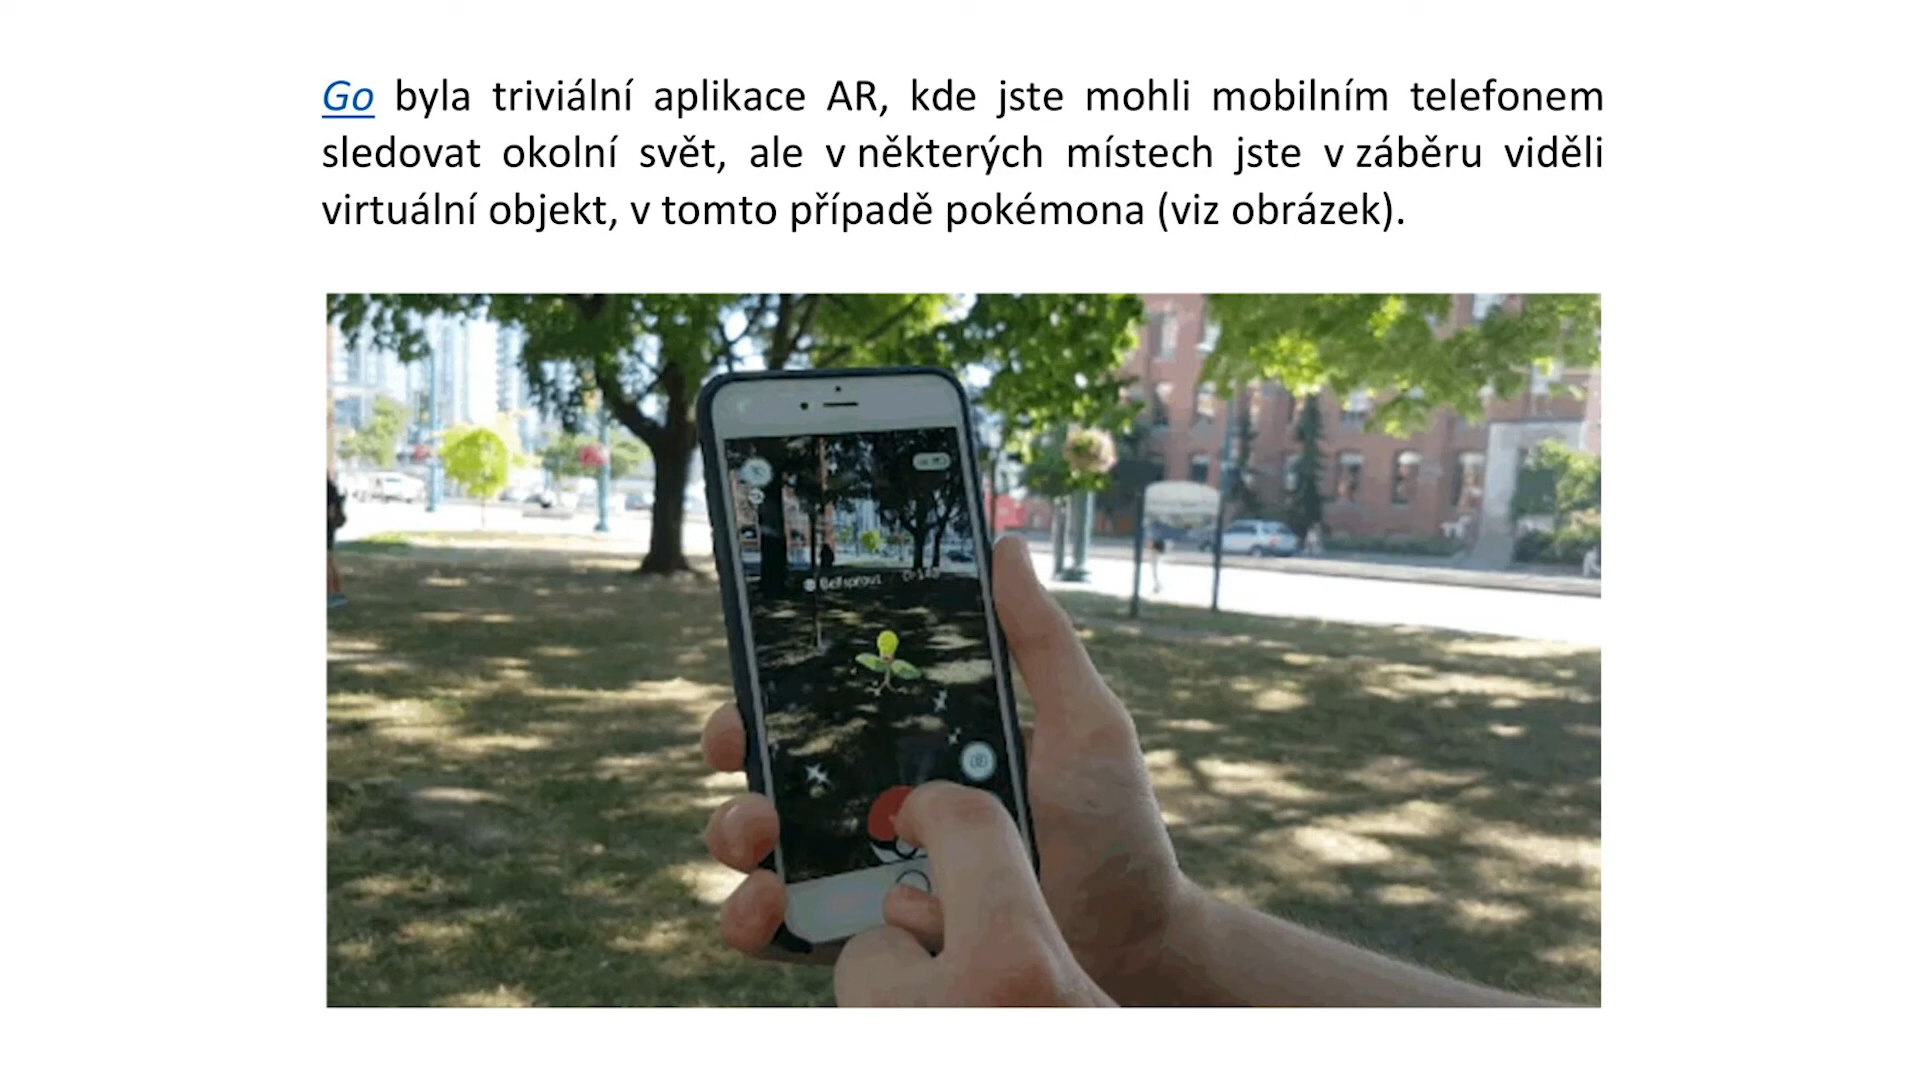 Go byla triviální aplikace AR, kde jste mohli mobilním telefonem
sledovat okolní svět, ale v některých místech jste v záběru viděli
virtuální objekt, v tomto případě pokémona (viz obrázek).
Bellsprout